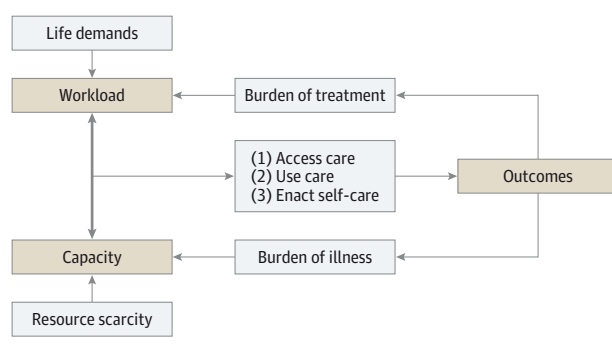 Life demands
Workload
Burden of treatment
(1) Access care
(2) Use care
(3) Enact self-care
Outcomes
Capacity
Burden of illness
Resource scarcity